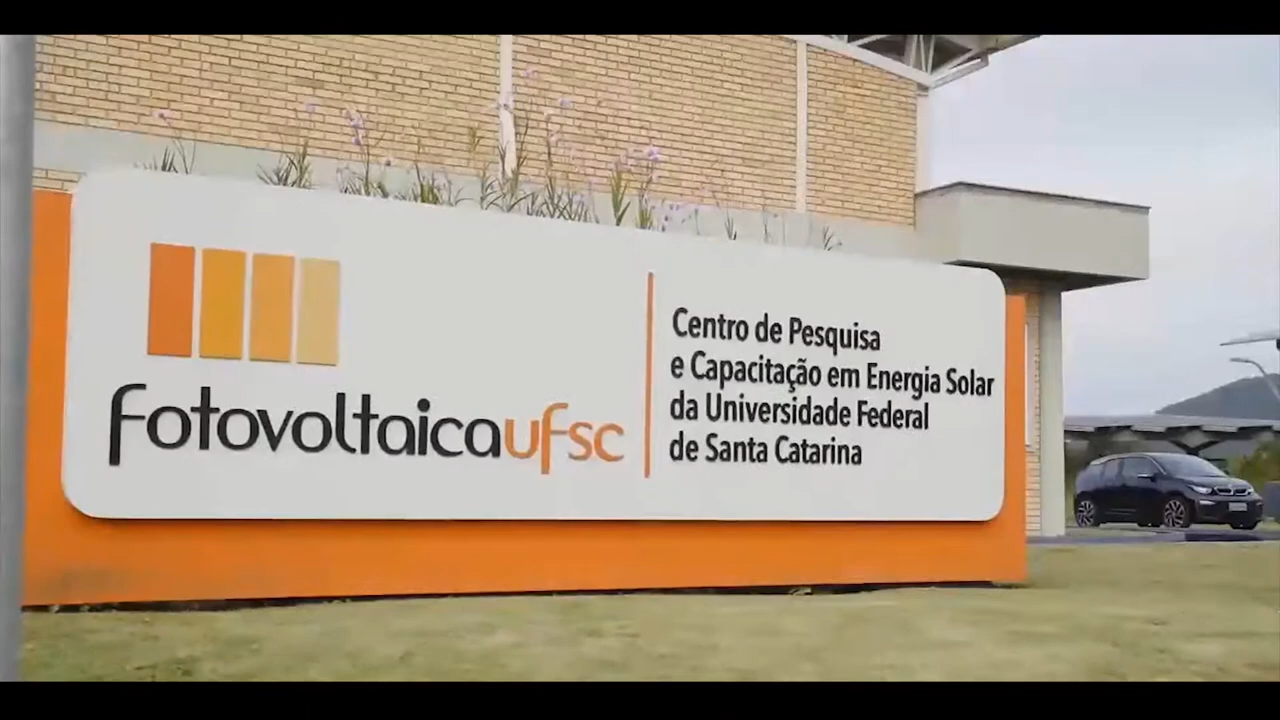 fotovoltaicaufsc
Centro de Pesquisa
e Capacitação em Energia Solar
da Universidade Federal
de Santa Catarina